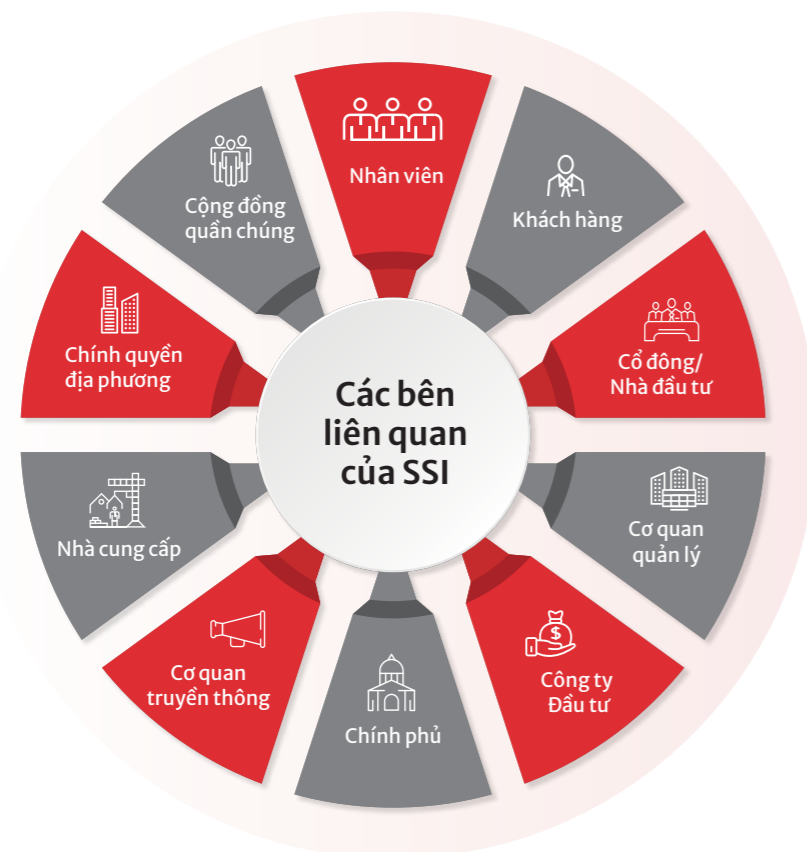 Các bên
liên quan
của SSI
Nhân viên
Khách hàng
Cổ đông/
Nhà đầu tư
Cơ quan
quản lý
Công ty
Đầu tư
Chính phủ
Cơ quan
truyền thông
Nhà cung cấp
Chính quyền
địa phương
Cộng đồng
quần chúng
$